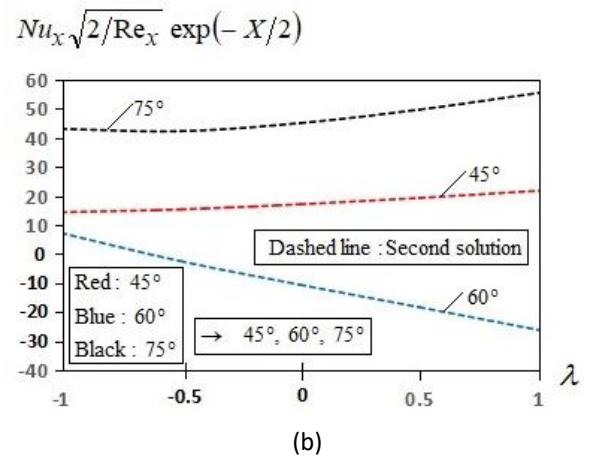 Nu_X √2/Re_X exp(– X/2)
60
50
40
30
20
10
0
-10
-20
-30
-40
75°
45°
Dashed line : Second solution
60°
Red : 45°
Blue : 60°
Black : 75°
→ 45°, 60°, 75°
-1
-0.5
0
0.5
1
λ
(b)